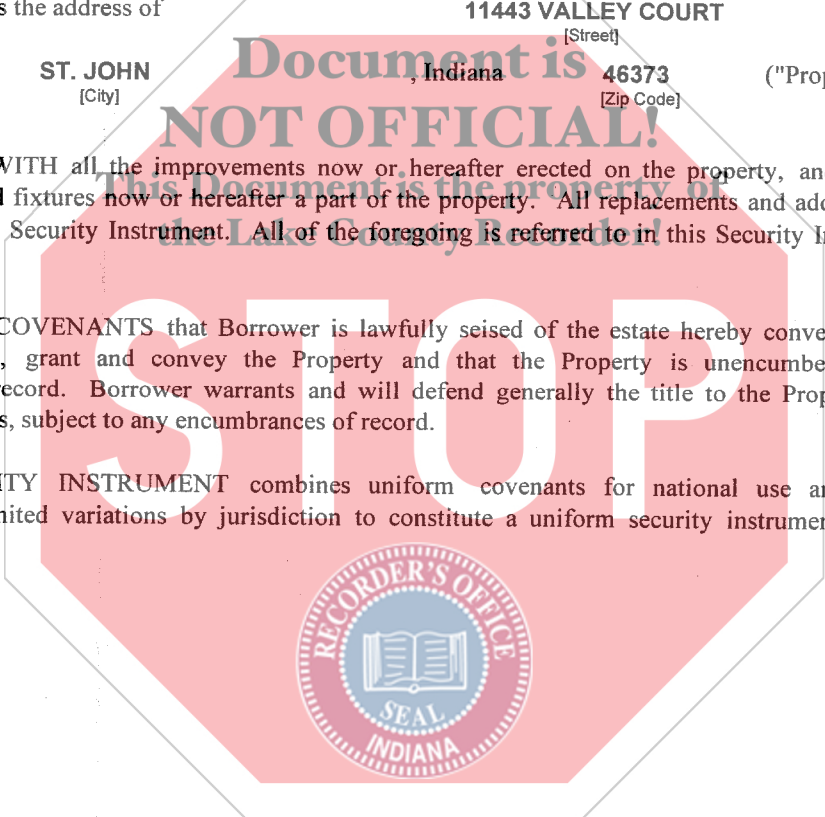 s the address of 11443 VALLEY COURT
[Street]
Document is
ST. JOHN , Indiana 46373 ("Prop
[City] [Zip Code]
NOT OFFICIAL!
WITH all the improvements now or hereafter erected on the property, an
This Document is the property of
l fixtures now or hereafter a part of the property. All replacements and add
the Lake County Recorder!
Security Instrument. All of the foregoing is referred to in this Security In
COVENANTS that Borrower is lawfully seised of the estate hereby conve
, grant and convey the Property and that the Property is unencumbe
record. Borrower warrants and will defend generally the title to the Prop
s, subject to any encumbrances of record.
STOP
ITY INSTRUMENT combines uniform covenants for national use an
mited variations by jurisdiction to constitute a uniform security instrumen
RECORDER'S OFFICE
SEAL
INDIANA